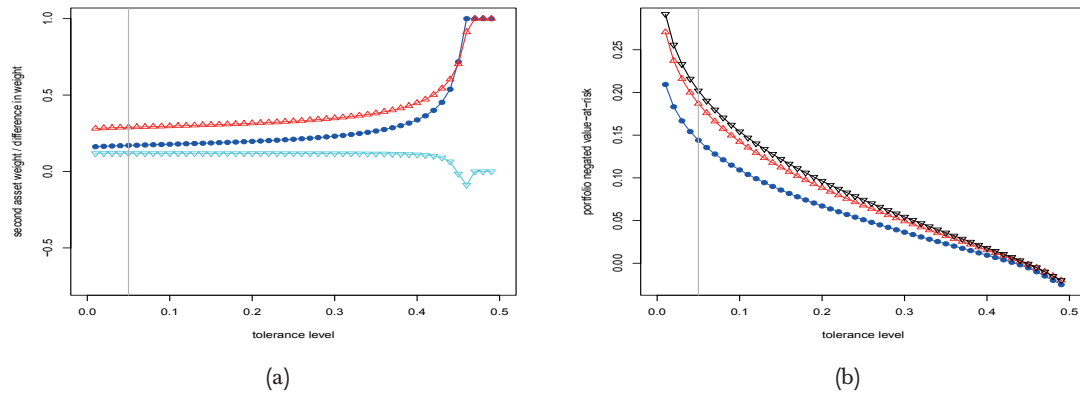 second asset weight / difference in weight
1.0
0.5
0.0
−0.5
0.0 0.1 0.2 0.3 0.4 0.5
tolerance level
(a)
portfolio negated value−at−risk
0.25
0.20
0.15
0.10
0.05
0.00
0.0 0.1 0.2 0.3 0.4 0.5
tolerance level
(b)